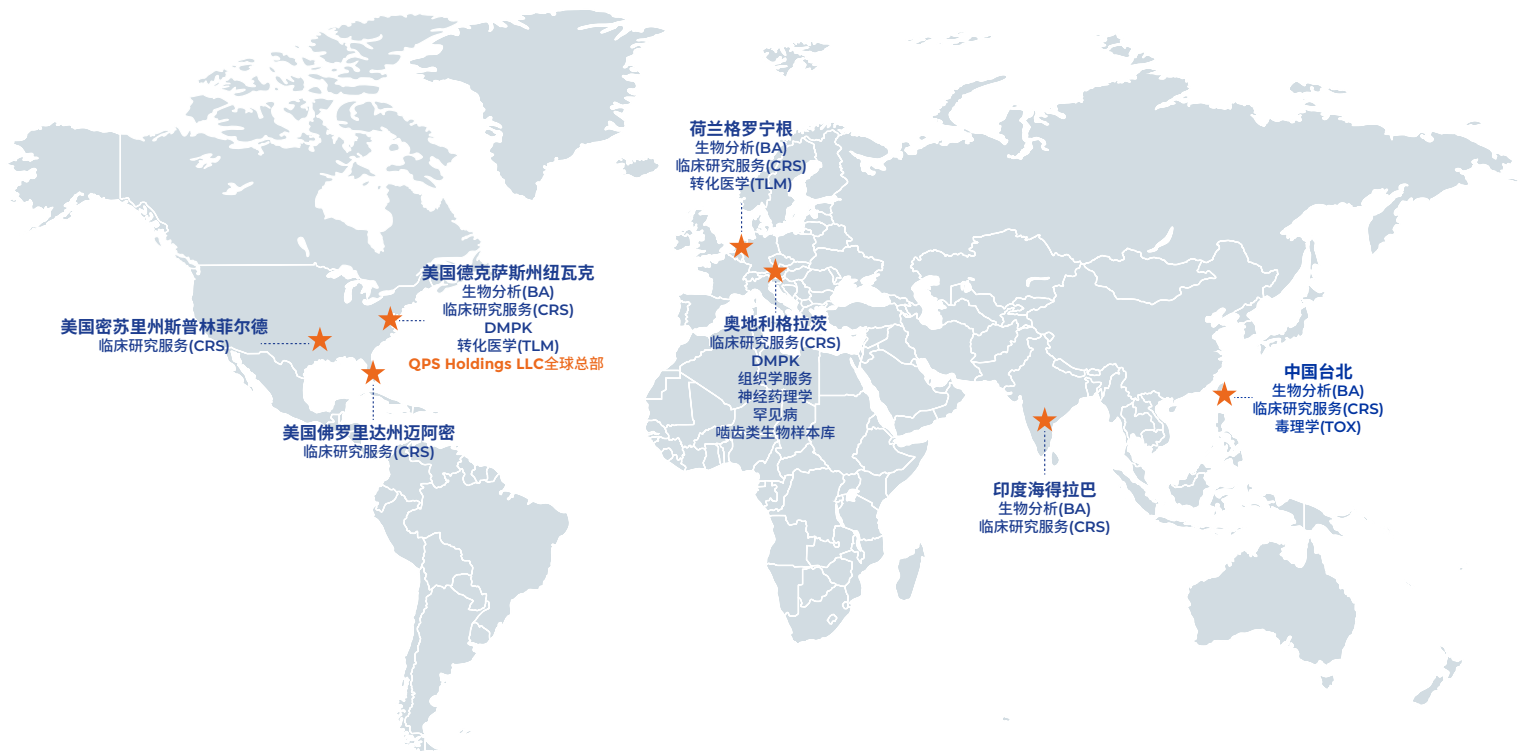 荷兰格罗宁根
生物分析(BA)
临床研究服务(CRS)
转化医学(TLM)
美国德克萨斯州纽瓦克
生物分析(BA)
临床研究服务(CRS)
DMPK
转化医学(TLM)
QPS Holdings LLC全球总部
美国密苏里州斯普林菲尔德
临床研究服务(CRS)
美国佛罗里达州迈阿密
临床研究服务(CRS)
奥地利格拉茨
临床研究服务(CRS)
DMPK
组织学服务
神经药理学
罕见病
啮齿类生物样本库
中国台北
生物分析(BA)
临床研究服务(CRS)
毒理学(TOX)
印度海得拉巴
生物分析(BA)
临床研究服务(CRS)